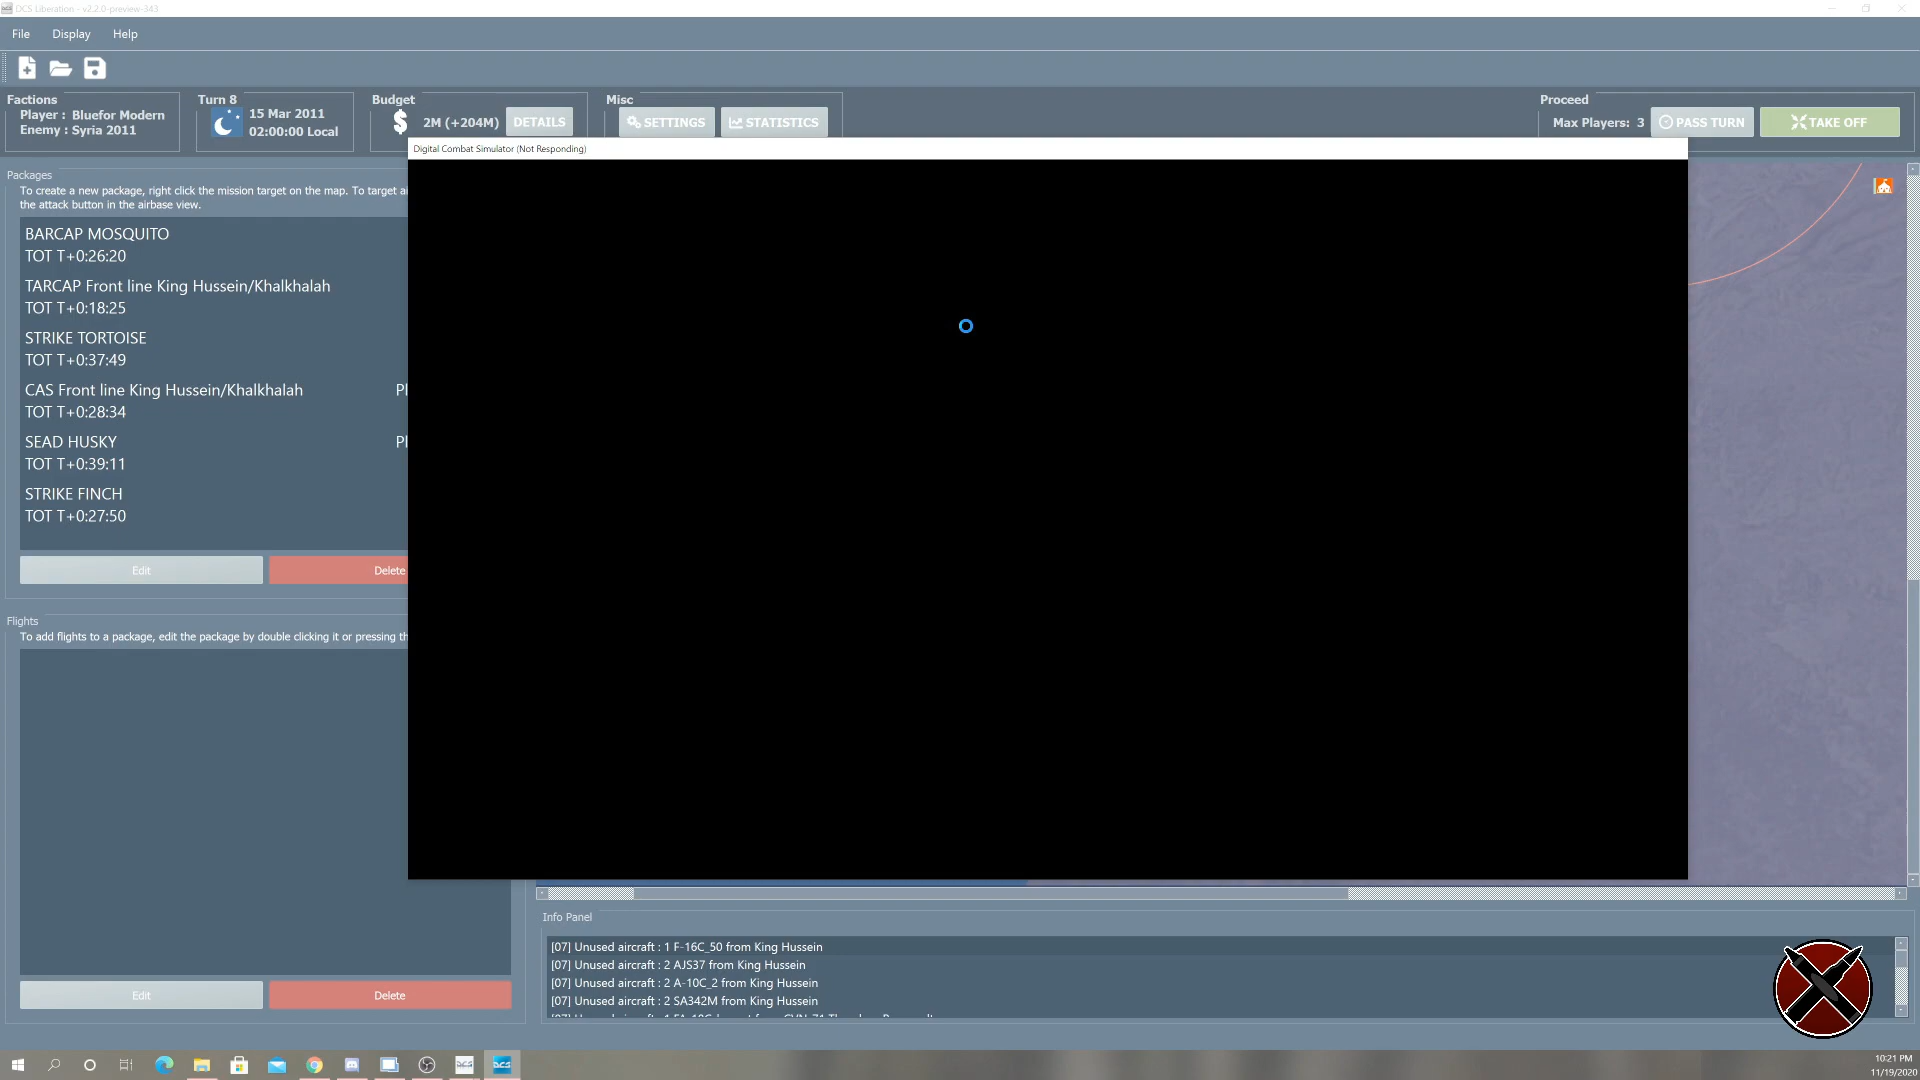 DCS Liberation - v2.2.0-preview-343
File
Display
Help
Factions
Player : Bluefor Modern
Enemy : Syria 2011
Turn 8
15 Mar 2011
02:00:00 Local
Budget
$
2M (+204M)
DETAILS
Misc
SETTINGS
STATISTICS
Proceed
Max Players: 3
PASS TURN
TAKE OFF
Digital Combat Simulator (Not Responding)
Packages
To create a new package, right click the mission target on the map. To target ai
the attack button in the airbase view.
BARCAP MOSQUITO
TOT T+0:26:20
TARCAP Front line King Hussein/Khalkhalah
TOT T+0:18:25
STRIKE TORTOISE
TOT T+0:37:49
CAS Front line King Hussein/Khalkhalah Pl
TOT T+0:28:34
SEAD HUSKY Pl
TOT T+0:39:11
STRIKE FINCH
TOT T+0:27:50
Edit
Delete
Flights
To add flights to a package, edit the package by double clicking it or pressing th
Edit
Delete
Info Panel
[07] Unused aircraft : 1 F-16C_50 from King Hussein
[07] Unused aircraft : 2 AJS37 from King Hussein
[07] Unused aircraft : 2 A-10C_2 from King Hussein
[07] Unused aircraft : 2 SA342M from King Hussein
DCS
DCS
10:21 PM
11/19/2020